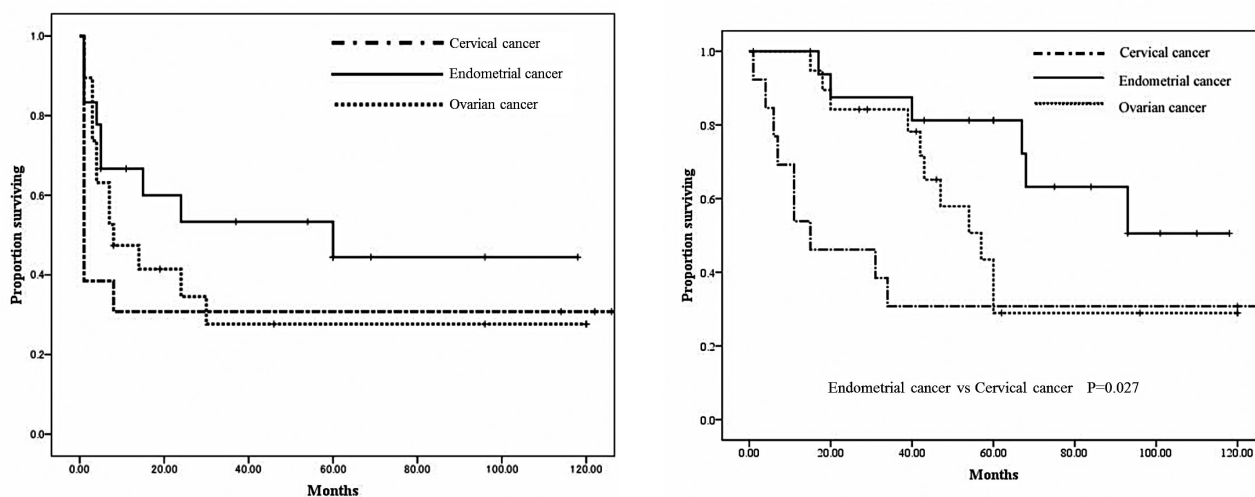 1.0
0.8
0.6
0.4
0.2
0.0
Proportion surviving
Cervical cancer
Endometrial cancer
Ovarian cancer
0.00 20.00 40.00 60.00 80.00 100.00 120.00
Months
1.0
0.8
0.6
0.4
0.2
0.0
Proportion surviving
Cervical cancer
Endometrial cancer
Ovarian cancer
Endometrial cancer vs Cervical cancer P=0.027
0.00 20.00 40.00 60.00 80.00 100.00 120.00
Months